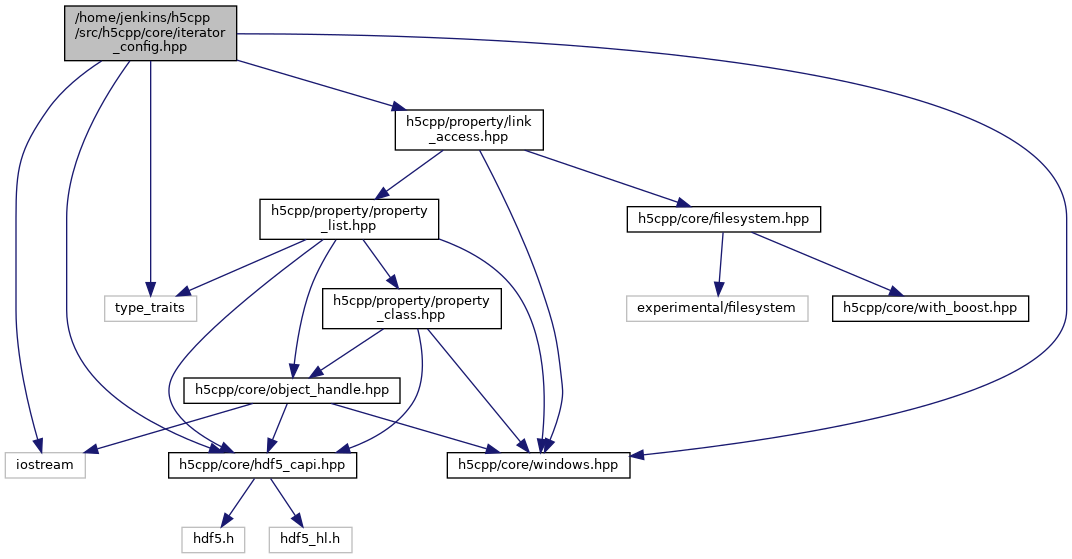 /home/jenkins/h5cpp
/src/h5cpp/core/iterator
_config.hpp
h5cpp/property/link
_access.hpp
h5cpp/property/property
_list.hpp
h5cpp/core/filesystem.hpp
h5cpp/property/property
_class.hpp
type_traits
experimental/filesystem
h5cpp/core/with_boost.hpp
h5cpp/core/object_handle.hpp
iostream
h5cpp/core/hdf5_capi.hpp
h5cpp/core/windows.hpp
hdf5.h
hdf5_hl.h